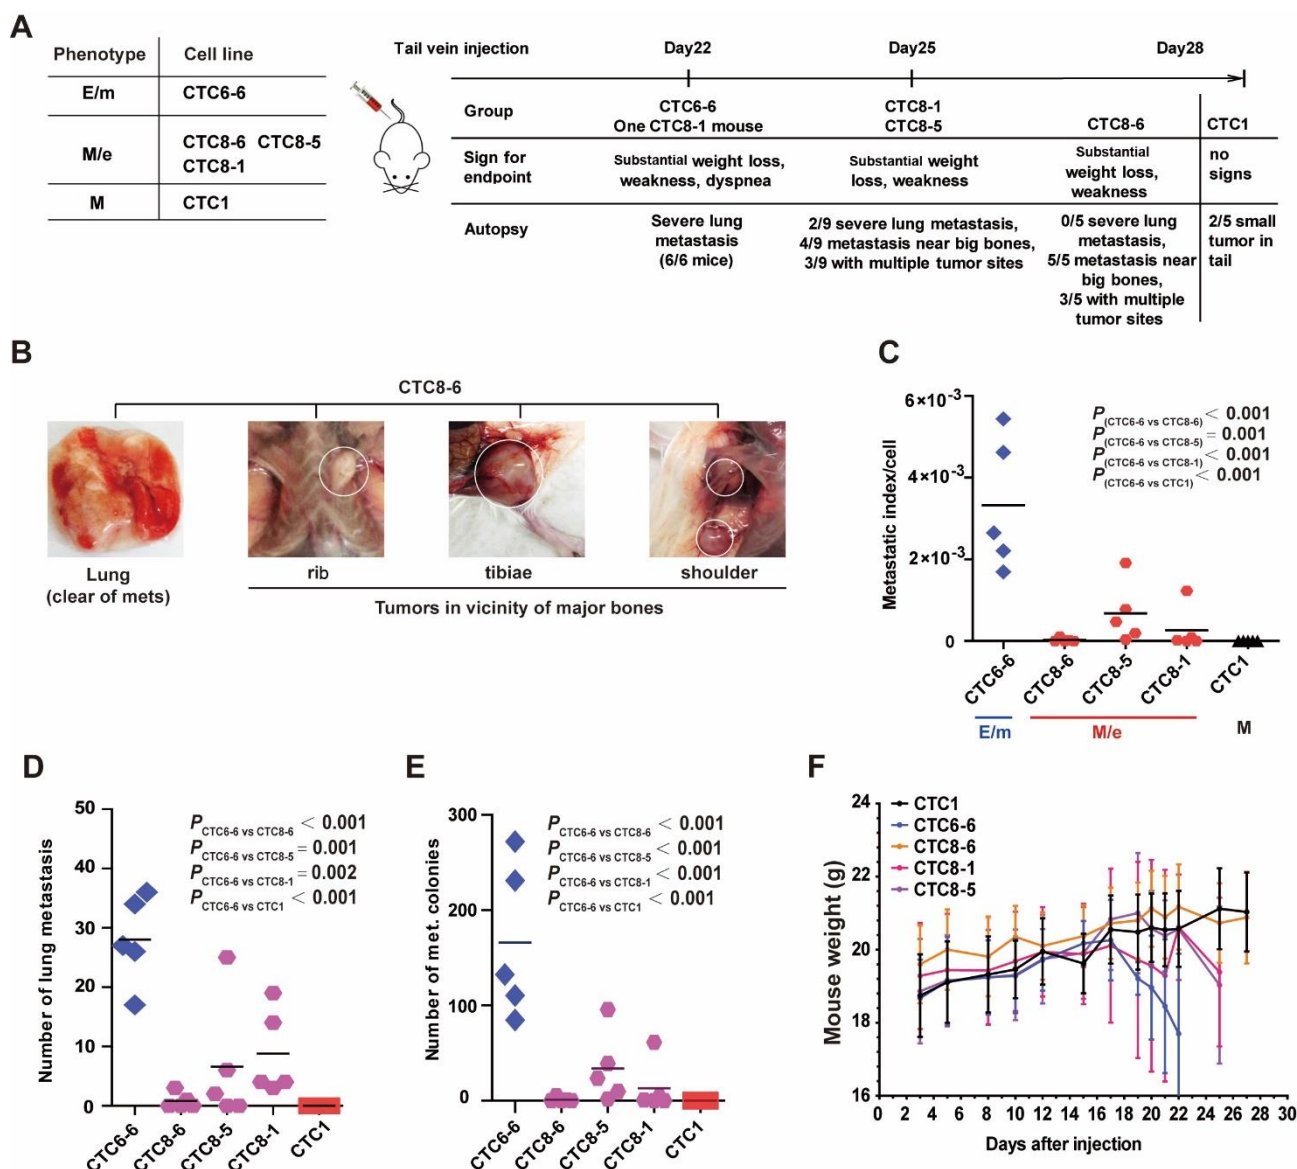 A
Phenotype Cell line
E/m CTC6-6
M/e CTC8-6 CTC8-5
CTC8-1
M CTC1
Tail vein injection Day22 Day25 Day28
Group CTC6-6 CTC8-1
One CTC8-1 mouse CTC8-5 CTC8-6 CTC1
Sign for endpoint
Substantial weight loss,
weakness, dyspnea
Substantial weight
loss, weakness
Substantial
weight loss,
weakness
no
signs
Autopsy
Severe lung
metastasis
(6/6 mice)
2/9 severe lung metastasis,
4/9 metastasis near big bones,
3/9 with multiple tumor sites
0/5 severe lung
metastasis,
5/5 metastasis near
big bones,
3/5 with multiple
tumor sites
2/5 small
tumor in
tail
B
CTC8-6
Lung
(clear of mets)
rib tibiae shoulder
Tumors in vicinity of major bones
C
Metastatic index/cell
6×10⁻³
4×10⁻³
2×10⁻³
0
P(CTC6-6 vs CTC8-6) < 0.001
P(CTC6-6 vs CTC8-5) = 0.001
P(CTC6-6 vs CTC8-1) < 0.001
P(CTC6-6 vs CTC1) < 0.001
CTC6-6 CTC8-6 CTC8-5 CTC8-1 CTC1
E/m M/e M
D
Number of lung metastasis
50
40
30
20
10
0
P CTC6-6 vs CTC8-6 < 0.001
P CTC6-6 vs CTC8-5 = 0.001
P CTC6-6 vs CTC8-1 = 0.002
P CTC6-6 vs CTC1 < 0.001
CTC6-6 CTC8-6 CTC8-5 CTC8-1 CTC1
E
Number of met. colonies
300
200
100
0
P CTC6-6 vs CTC8-6 < 0.001
P CTC6-6 vs CTC8-5 < 0.001
P CTC6-6 vs CTC8-1 < 0.001
P CTC6-6 vs CTC1 < 0.001
CTC6-6 CTC8-6 CTC8-5 CTC8-1 CTC1
F
Mouse weight (g)
24
22
20
18
16
CTC1
CTC6-6
CTC8-6
CTC8-1
CTC8-5
0 2 4 6 8 10 12 14 16 18 20 22 24 26 28 30
Days after injection